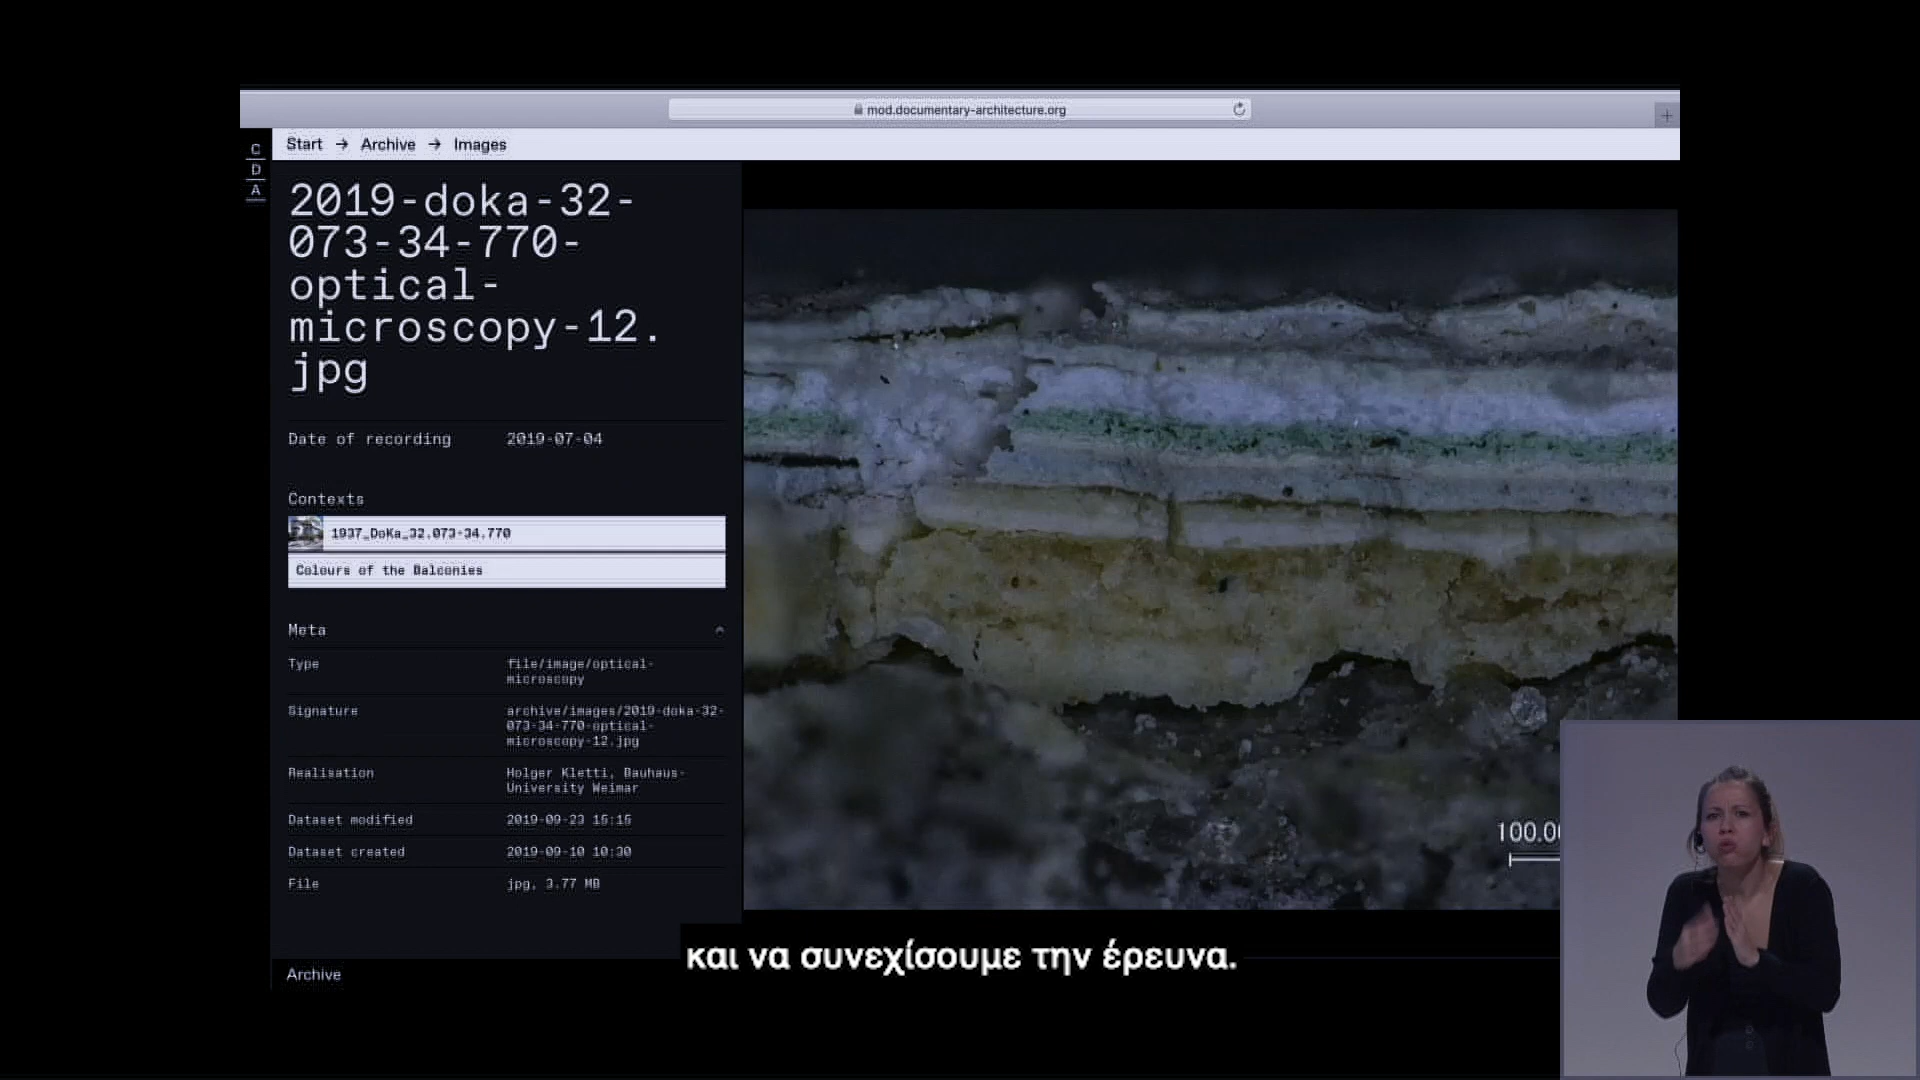 mod.documentary-architecture.org
Start → Archive → Images
C
D
A
2019-doka-32-
073-34-770-
optical-
microscopy-12.
jpg
Date of recording 2019-07-04
Contexts
1937_DoKa_32.073-34.770
Colours of the Balconies
Meta
Type file/image/optical-
microscopy
Signature archive/images/2019-doka-32-
073-34-770-optical-
microscopy-12.jpg
Realisation Holger Kletti, Bauhaus-
University Weimar
Dataset modified 2019-09-23 15:15
Dataset created 2019-09-10 10:30
File jpg, 3.77 MB
100.00
και να συνεχίσουμε την έρευνα.
Archive